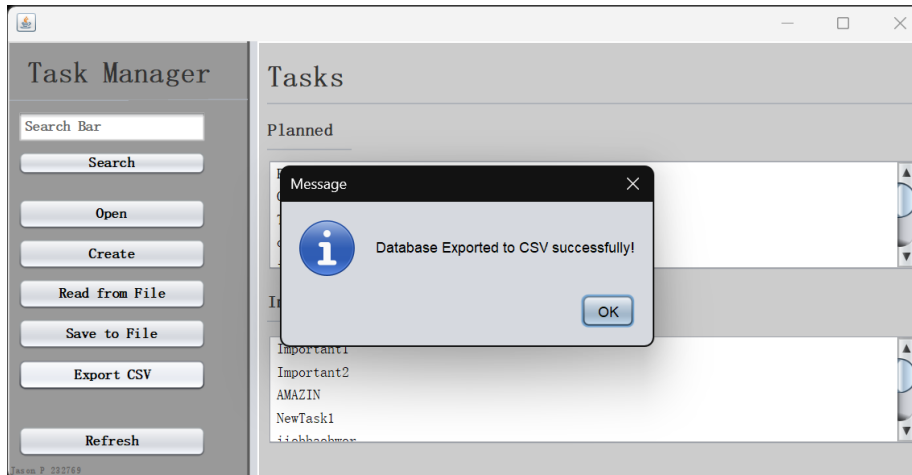 Task Manager
Search Bar
Search
Open
Create
Read from File
Save to File
Export CSV
Refresh
Jason P 232769
Tasks
Planned
Message
Database Exported to CSV successfully!
OK
Important1
Important2
AMAZIN
NewTask1